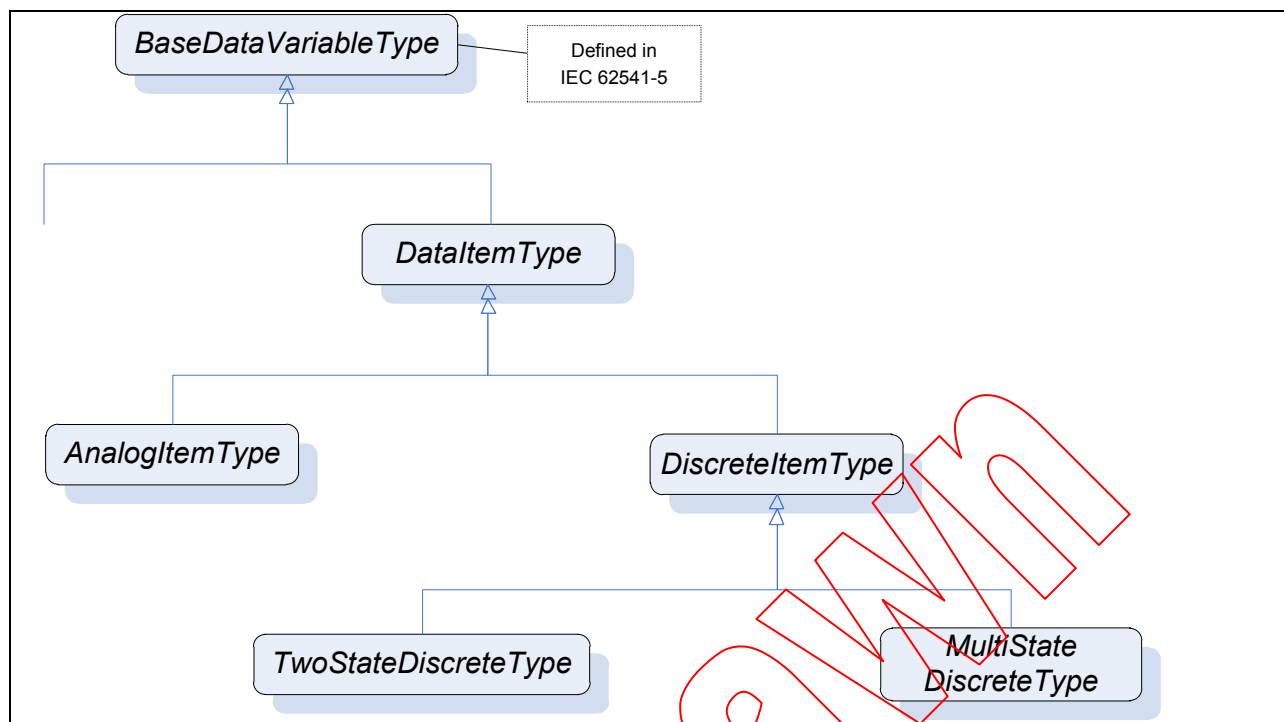 BaseDataVariableType
Defined in
IEC 62541-5
DataItemType
AnalogItemType
DiscreteItemType
TwoStateDiscreteType
MultiState
DiscreteType